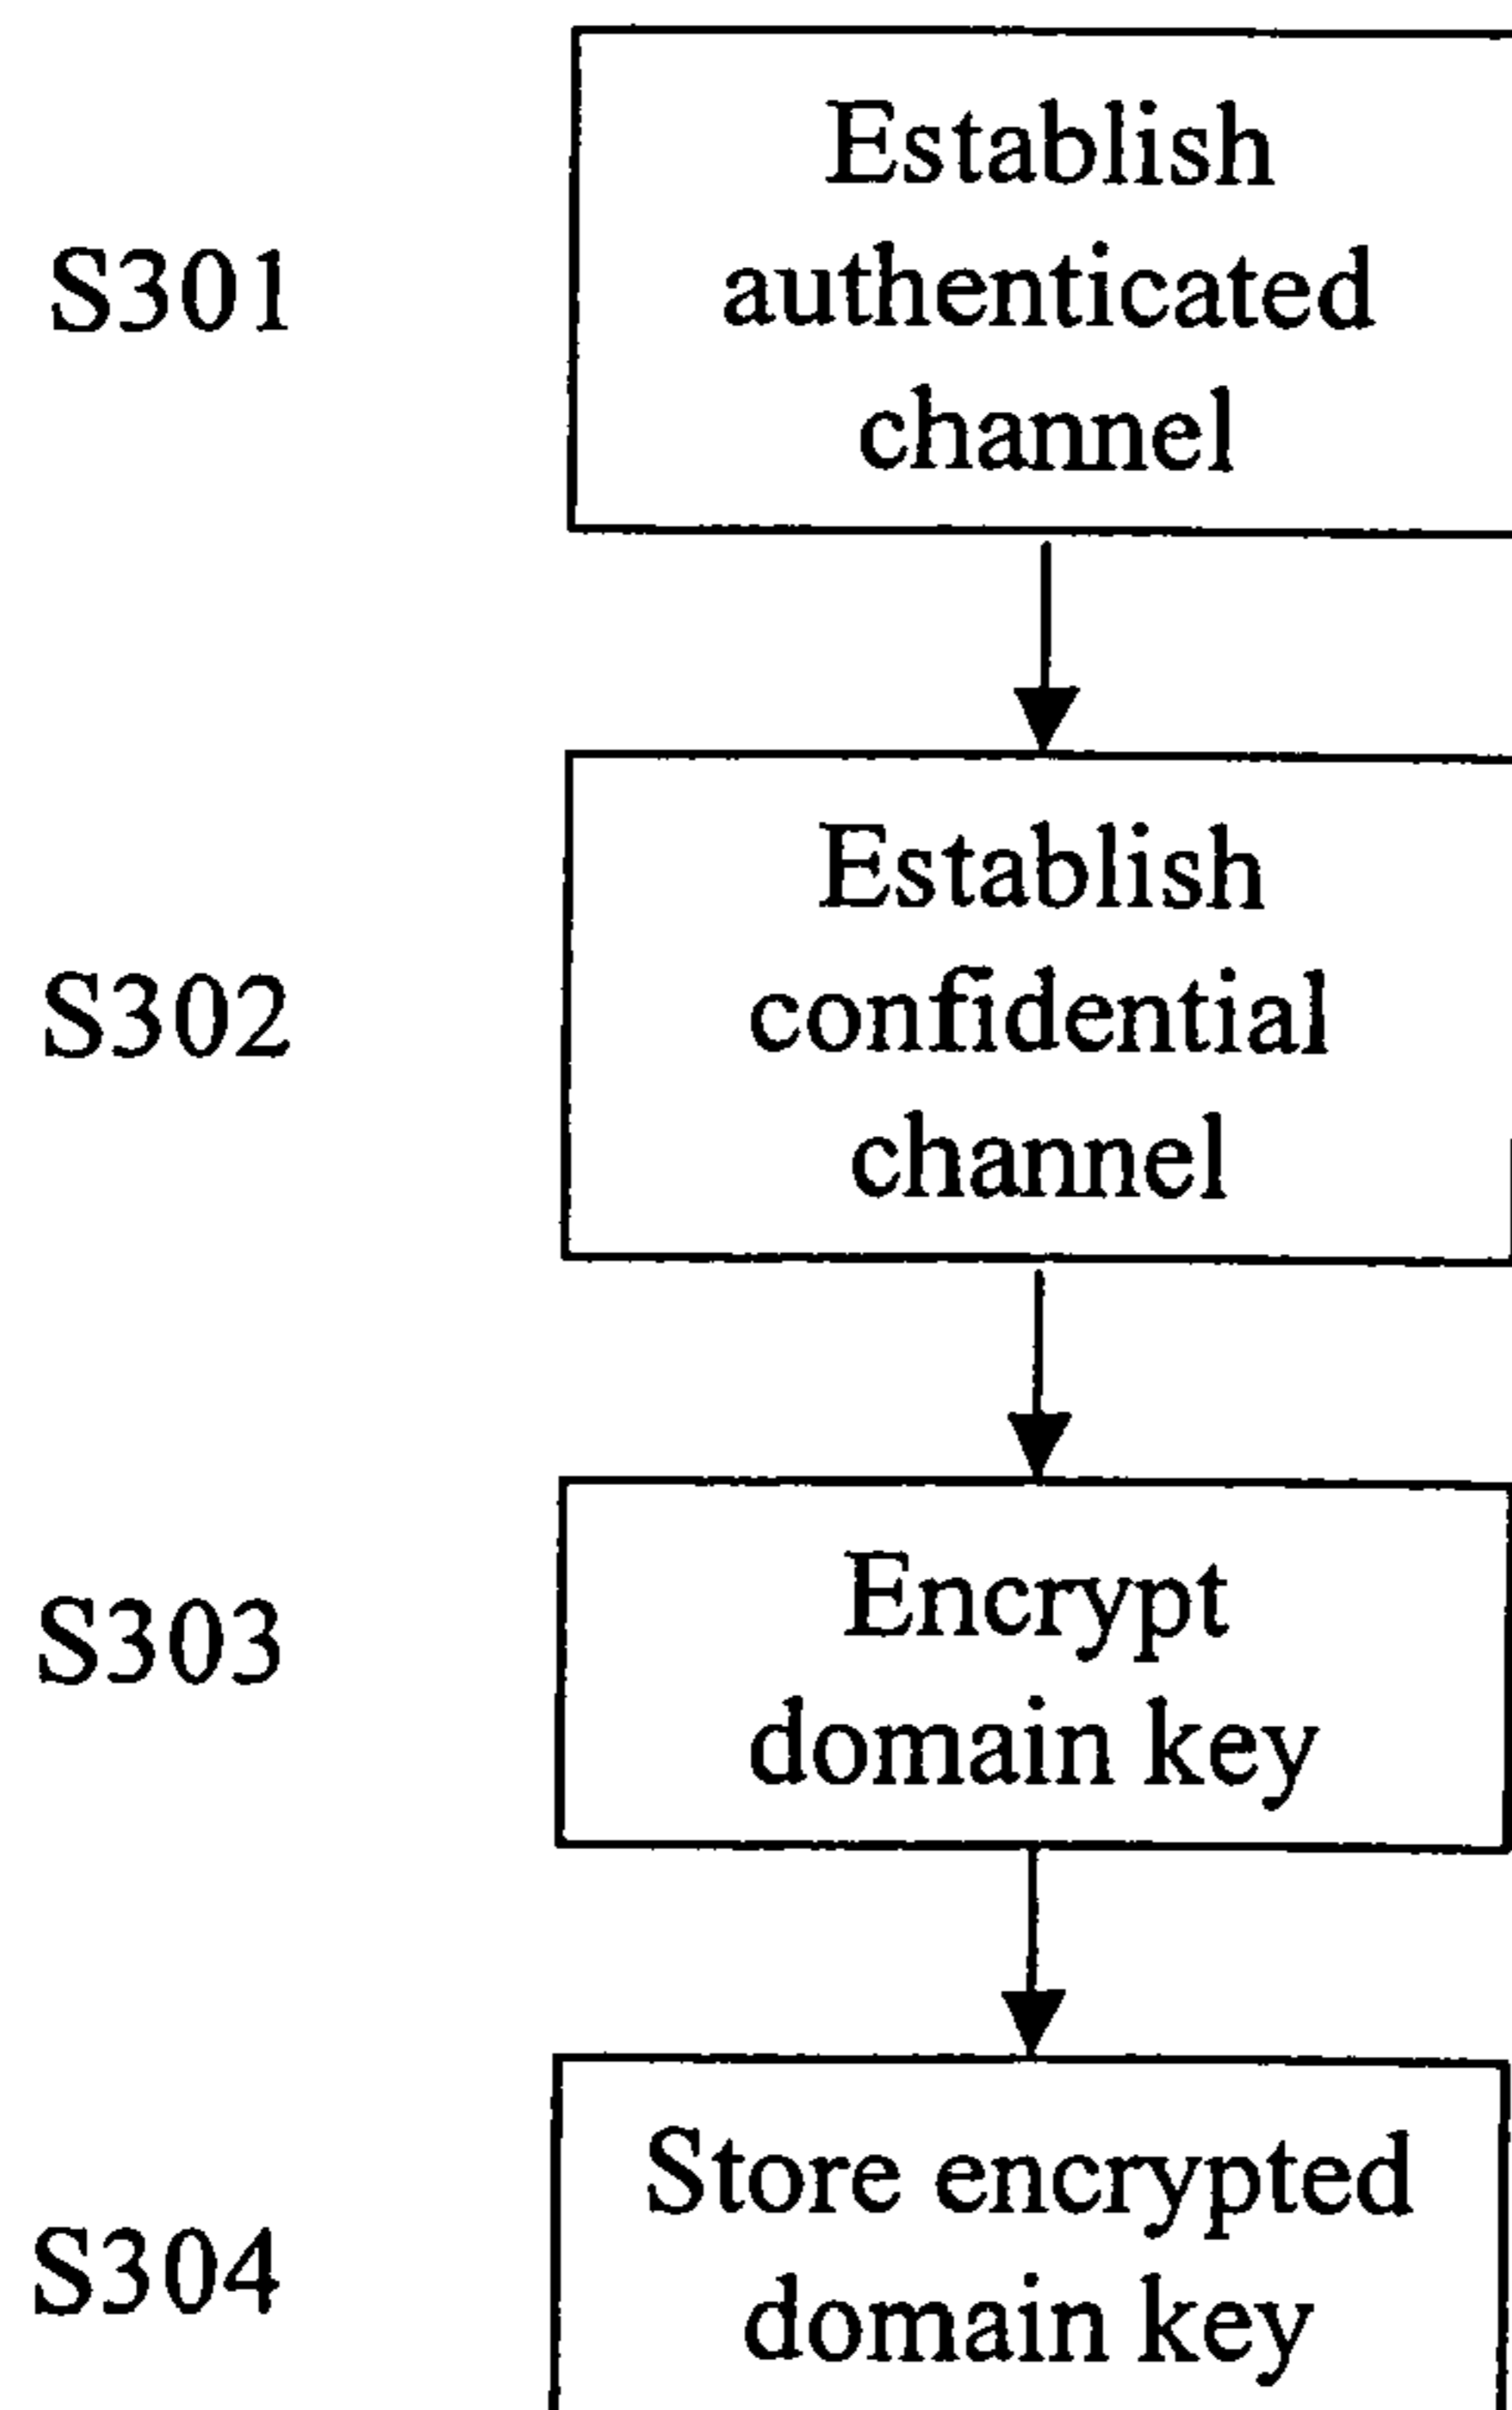 Establish
S301
authenticated
channel
Establish
S302
confidential
channel
Encrypt
S303
domain key
Store encrypted
S304
domain key